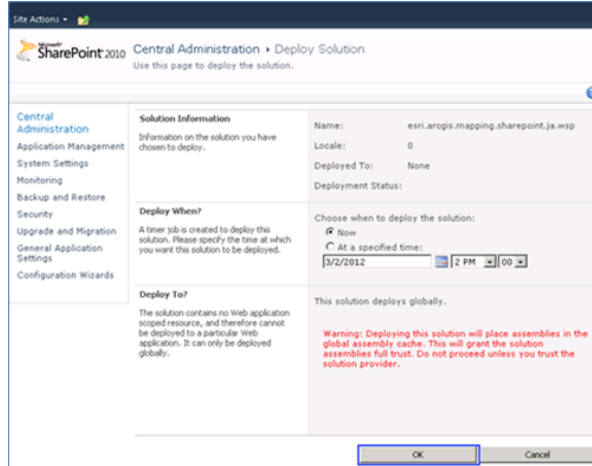 Site Actions
Microsoft
SharePoint 2010
Central Administration ▸ Deploy Solution
Use this page to deploy the solution.
Central
Administration
Application Management
System Settings
Monitoring
Backup and Restore
Security
Upgrade and Migration
General Application
Settings
Configuration Wizards
Solution Information
Information on the solution you have
chosen to deploy.
Name: esri.arcgis.mapping.sharepoint.ja.wsp
Locale: 0
Deployed To: None
Deployment Status:
Deploy When?
A timer job is created to deploy this
solution. Please specify the time at which
you want this solution to be deployed.
Choose when to deploy the solution:
Now
At a specified time:
3/2/2012 2 PM 00
Deploy To?
The solution contains no Web application
scoped resource, and therefore cannot
be deployed to a particular Web
application. It can only be deployed
globally.
This solution deploys globally.
Warning: Deploying this solution will place assemblies in the
global assembly cache. This will grant the solution
assemblies full trust. Do not proceed unless you trust the
solution provider.
OK Cancel